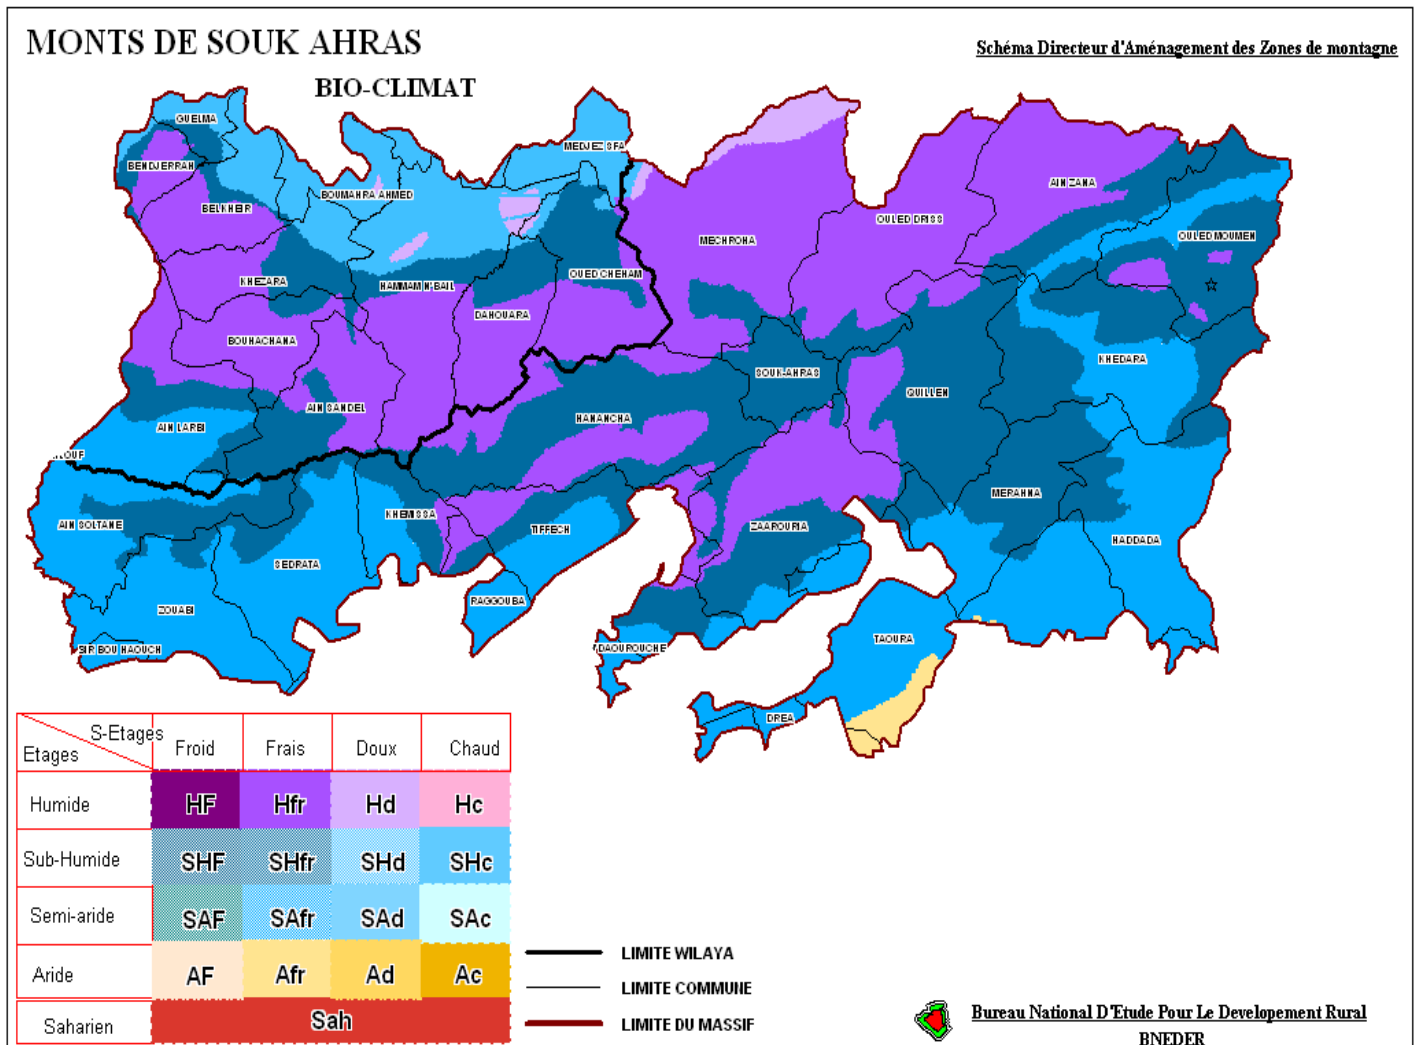 MONTS DE SOUK AHRAS
Schéma Directeur d'Aménagement des Zones de montagne
BIO-CLIMAT
GUELMA
MEDJEZ SFA
BENDJERRAH
BOUMAHRA AHMED
AIN ZANA
BELKHEIR
OULED DRISS
OULED MOUMEN
MECHROHA
KHEZARA
HAMMAM N'BAIL
OUED CHEHAM
DAHOUARA
BOUHACHANA
KHEDARA
SOUK-AHRAS
QUILLEN
AIN SANDEL
HANANCHA
AIN L'ARBI
LOUF
MERAHNA
AIN SOLTANE
KHEMISSA
TIFFECH
ZAAROURIA
HADDADA
SEDRATA
ZOUABI
RAGGOUBA
TAOURA
SIR BOU HAOUCH
DAOUROUCHE
DREA
S-Etages
Etages
Froid Frais Doux Chaud
Humide HF Hfr Hd Hc
Sub-Humide SHF SHfr SHd SHc
Semi-aride SAF SAfr SAd SAc
Aride AF Afr Ad Ac
Saharien Sah
LIMITE WILAYA
LIMITE COMMUNE
LIMITE DU MASSIF
Bureau National D'Etude Pour Le Developement Rural
BNEDER